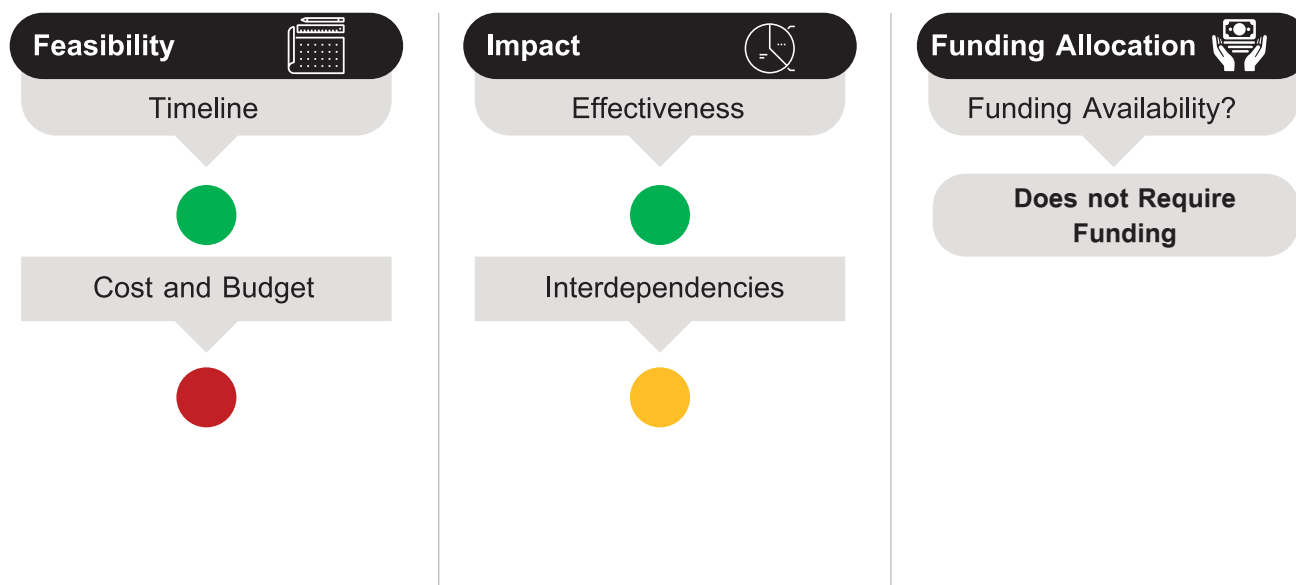 Feasibility
Timeline
Cost and Budget
Impact
Effectiveness
Interdependencies
Funding Allocation
Funding Availability?
Does not Require
Funding